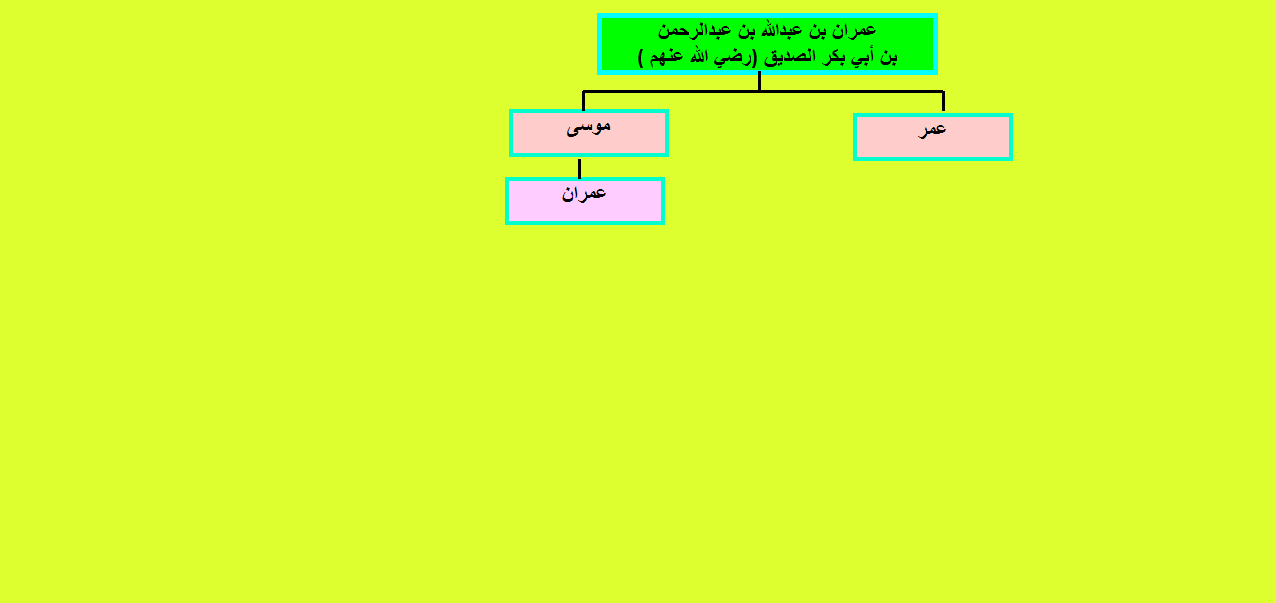 عمران بن عبدالله بن عبدالرحمن
بن أبي بكر الصديق (رضي الله عنهم )
عمر
موسى
عمران